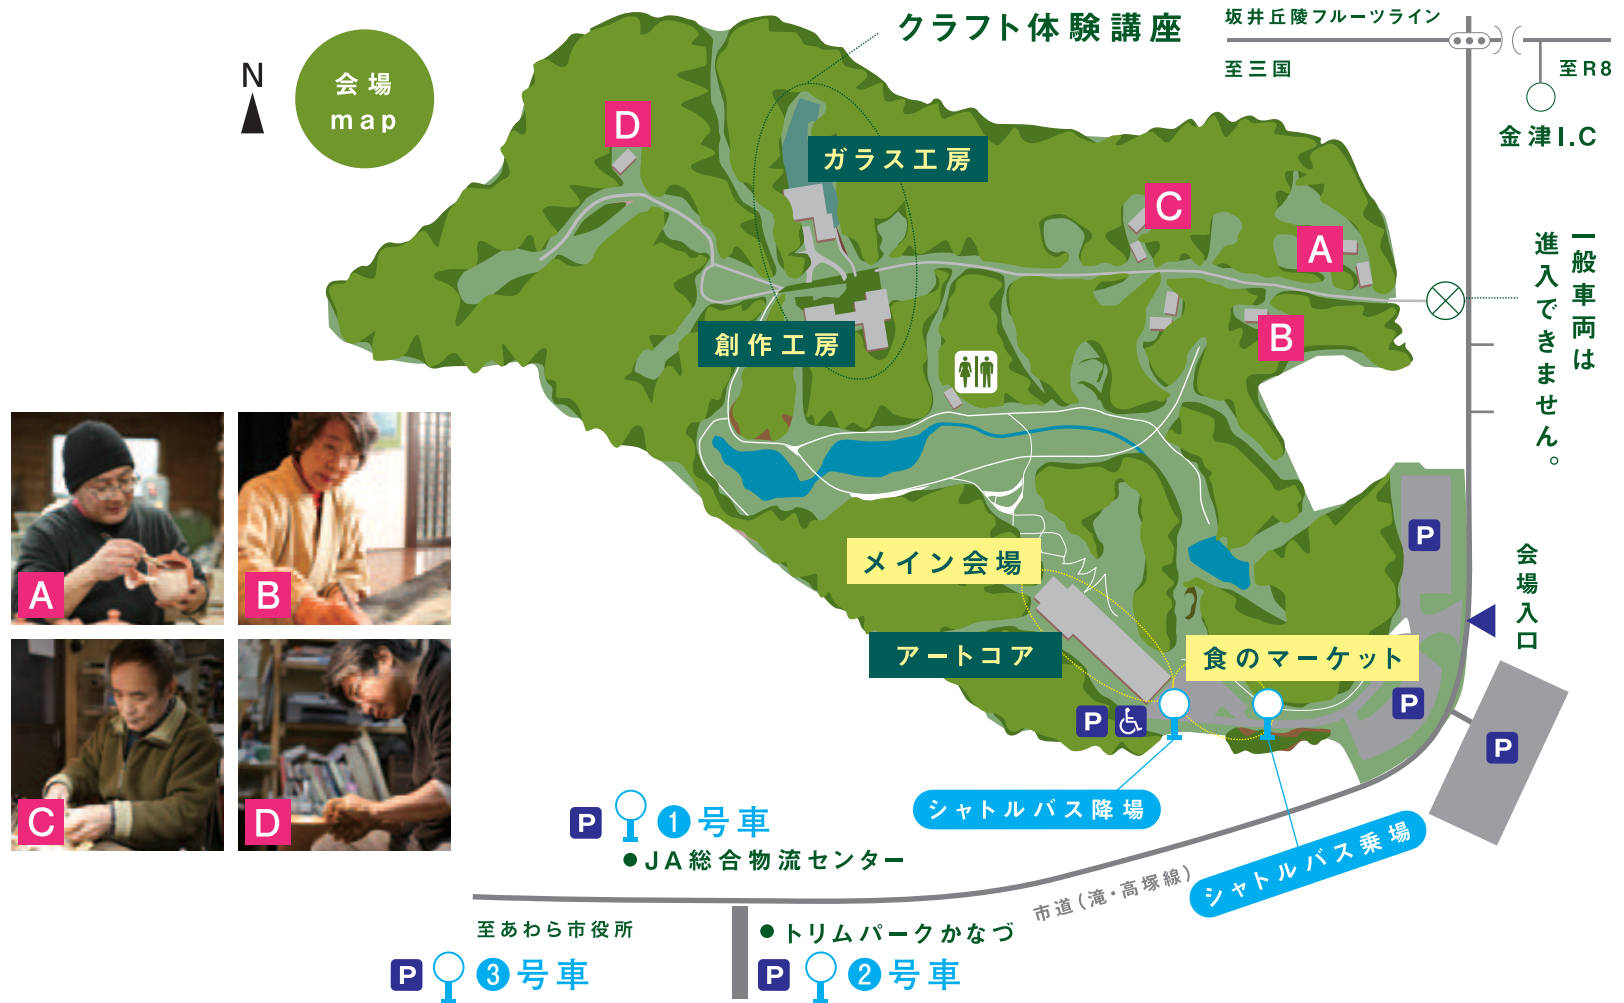 クラフト体験講座
坂井丘陵フルーツライン
至三国
至R8
金津I.C
N
会場
map
D
ガラス工房
C
A
B
創作工房
一般車両は
進入できません。
メイン会場
アートコア
食のマーケット
P
会場入口
P
P
P
シャトルバス降場
シャトルバス乗場
A
B
C
D
P
1号車
JA総合物流センター
市道(滝・高塚線)
至あわら市役所
トリムパークかなづ
P
3号車
P
2号車